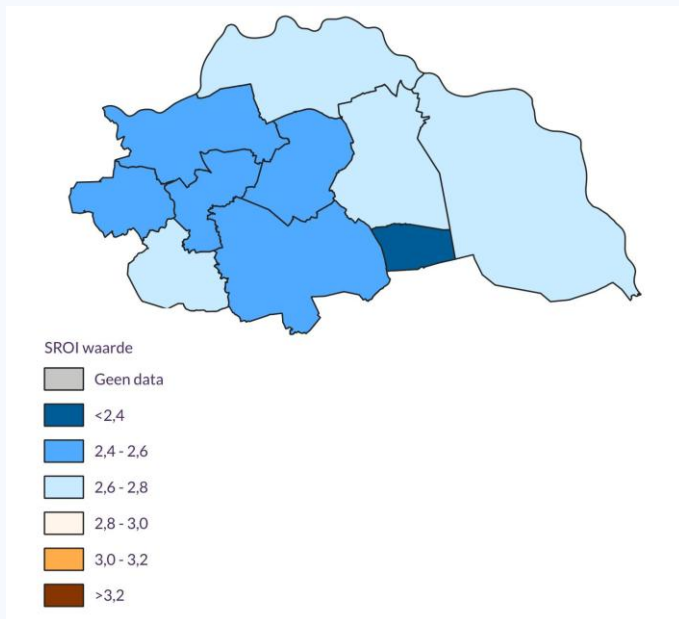 SROI waarde
Geen data
<2,4
2,4 - 2,6
2,6 - 2,8
2,8 - 3,0
3,0 - 3,2
>3,2